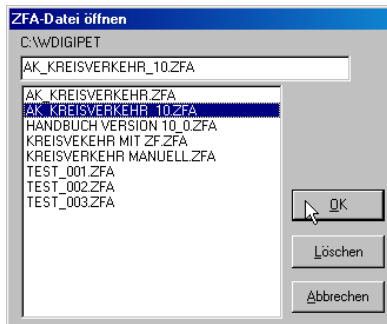 ZFA-Datei öffnen
C:\WDIGIPET
AK_KREISVERKEHR_10.ZFA
AK_KREISVERKEHR.ZFA
AK_KREISVERKEHR_10.ZFA
HANDBUCH VERSION 10_0.ZFA
KREISVEKEHR MIT ZF.ZFA
KREISVERKEHR MANUELL.ZFA
TEST_001.ZFA
TEST_002.ZFA
TEST_003.ZFA
OK
Löschen
Abbrechen